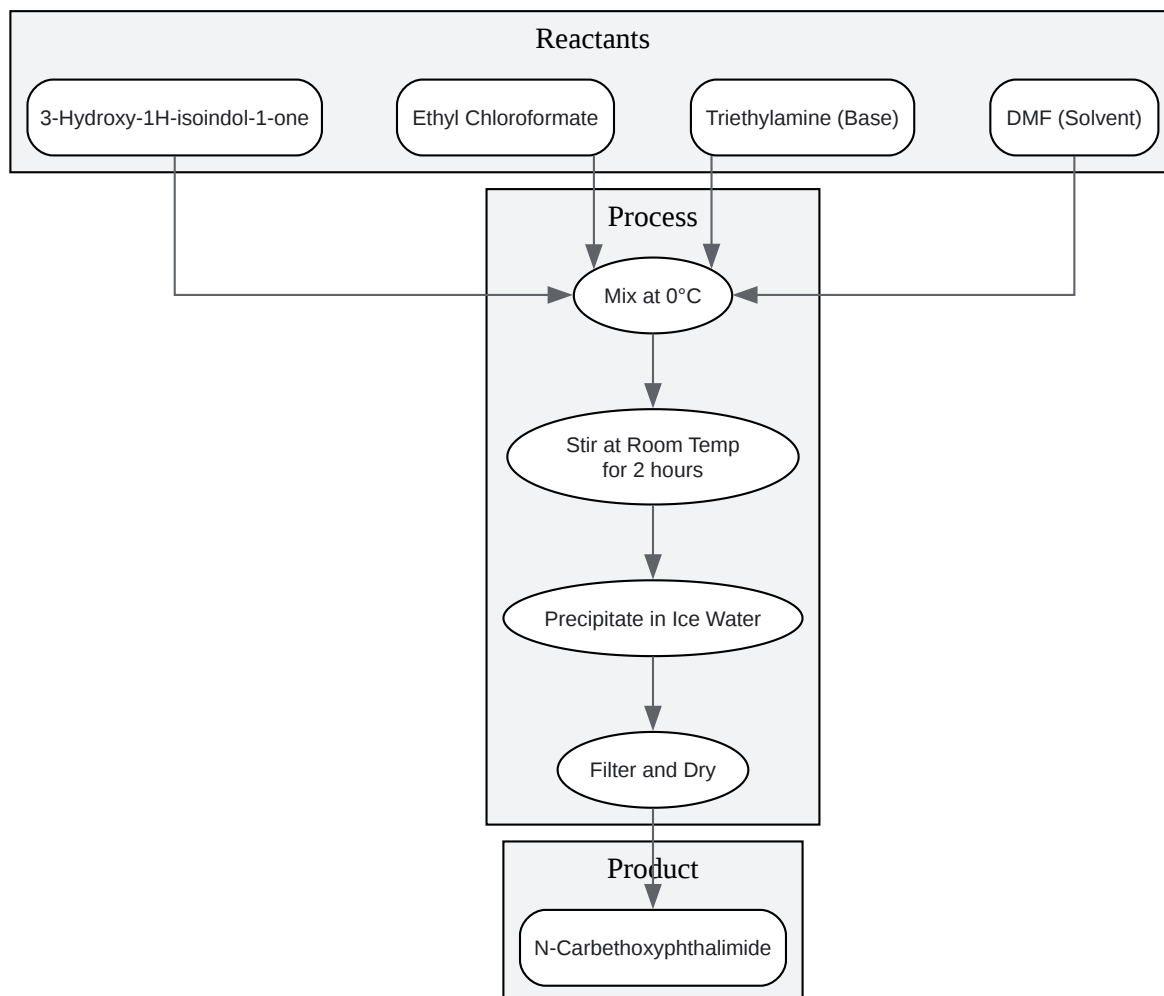 Reactants
3-Hydroxy-1H-isoindol-1-one
Ethyl Chloroformate
Triethylamine (Base)
DMF (Solvent)
Process
Mix at 0°C
Stir at Room Temp
for 2 hours
Precipitate in Ice Water
Filter and Dry
Product
N-Carbethoxyphthalimide